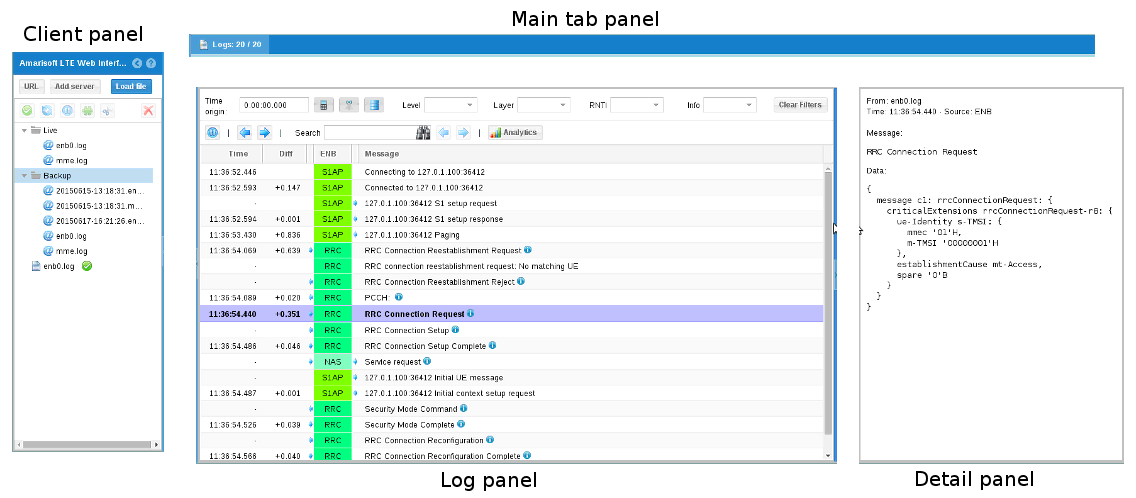 Main tab panel
Client panel
Logs: 20 / 20
Amarisoft LTE Web Interf...
URL Add server Load file
Live
enb0.log
mme.log
Backup
20150615-13:18:31.en...
20150615-13:18:31.m...
20150617-16:21:26.en...
enb0.log
mme.log
enb0.log
Time origin: 0:00:00.000 Level Layer RNTI Info Clear Filters
Search Analytics
Time Diff ENB Message
11:36:52.446 S1AP Connecting to 127.0.1.100:36412
11:36:52.593 +0.147 S1AP Connected to 127.0.1.100:36412
- S1AP 127.0.1.100:36412 S1 setup request
11:36:52.594 +0.001 S1AP 127.0.1.100:36412 S1 setup response
11:36:53.430 +0.836 S1AP 127.0.1.100:36412 Paging
11:36:54.069 +0.639 RRC RRC Connection Reestablishment Request
- RRC RRC connection reestablishment request: No matching UE
- RRC RRC Connection Reestablishment Reject
11:36:54.089 +0.020 RRC PCCH:
11:36:54.440 +0.351 RRC RRC Connection Request
- RRC RRC Connection Setup
11:36:54.486 +0.046 RRC RRC Connection Setup Complete
- NAS Service request
- S1AP 127.0.1.100:36412 Initial UE message
11:36:54.487 +0.001 S1AP 127.0.1.100:36412 Initial context setup request
- RRC Security Mode Command
11:36:54.526 +0.039 RRC Security Mode Complete
- RRC RRC Connection Reconfiguration
11:36:54.566 +0.040 RRC RRC Connection Reconfiguration Complete
Log panel
From: enb0.log
Time: 11:36:54.440 - Source: ENB
Message:
RRC Connection Request
Data:
{
message c1: rrcConnectionRequest: {
criticalExtensions rrcConnectionRequest-r8: {
ue-Identity s-TMSI: {
mmec '01'H,
m-TMSI '00000001'H
},
establishmentCause mt-Access,
spare '0'B
}
}
}
Detail panel